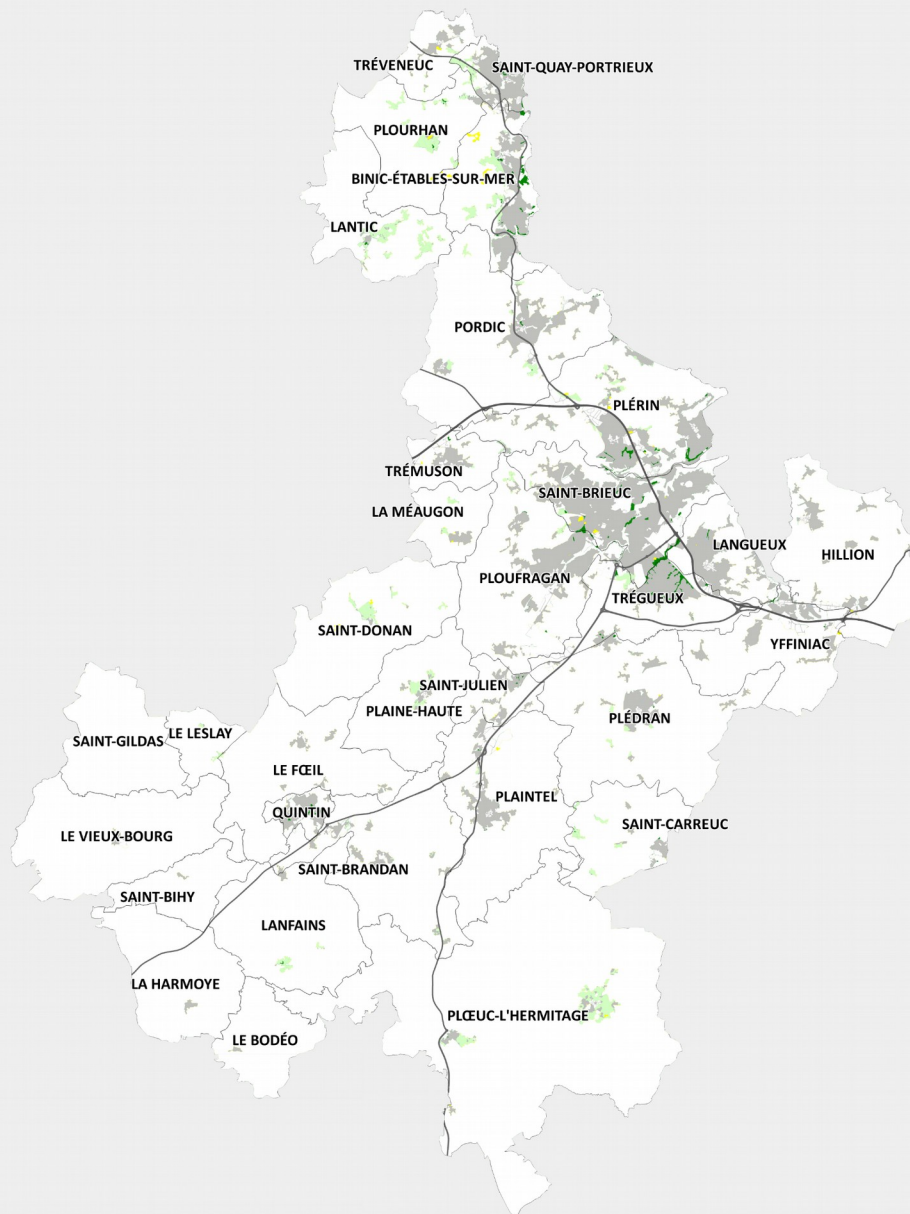 TRÉVENEUC
SAINT-QUAY-PORTRIEUX
PLOURHAN
BINIC-ÉTABLES-SUR-MER
LANTIC
PORDIC
PLÉRIN
TRÉMUSON
SAINT-BRIEUC
LA MÉAUGON
LANGUEUX
HILLION
PLOUFRAGAN
TRÉGUEUX
SAINT-DONAN
YFFINIAC
SAINT-JULIEN
PLAINE-HAUTE
PLÉDRAN
SAINT-GILDAS
LE LESLAY
LE FŒIL
PLAINTEL
QUINTIN
SAINT-CARREUC
LE VIEUX-BOURG
SAINT-BRANDAN
SAINT-BIHY
LANFAINS
LA HARMOYE
PLŒUC-L'HERMITAGE
LE BODÉO